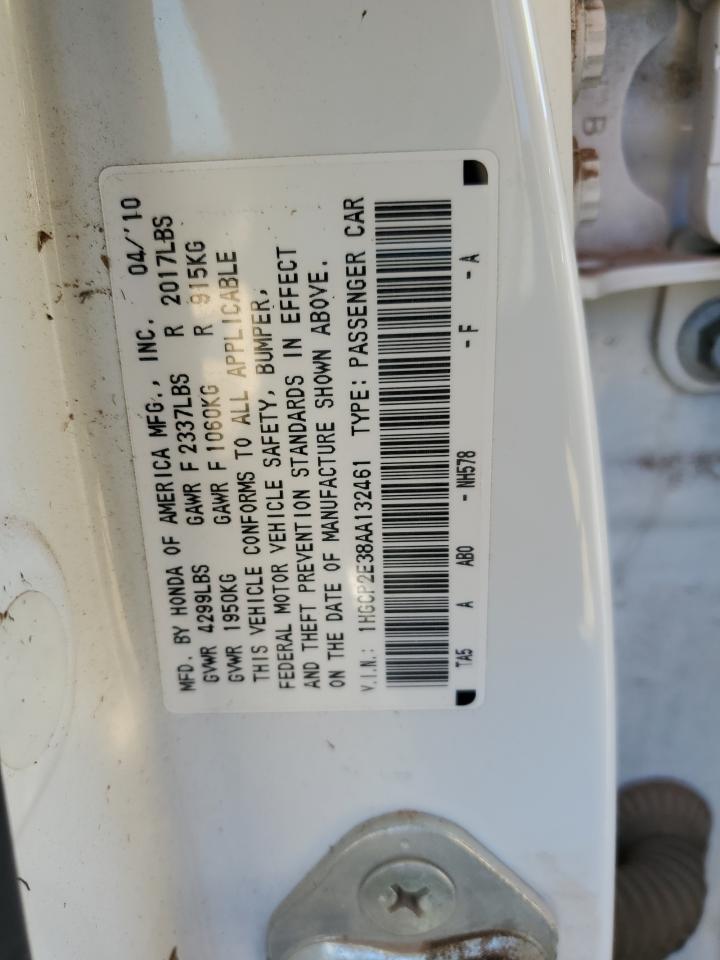 MFD. BY HONDA OF AMERICA MFG., INC. 04/'10
GVWR 4299LBS GAWR F 2337LBS R 2017LBS
GVWR 1950KG GAWR F 1060KG R 915KG
THIS VEHICLE CONFORMS TO ALL APPLICABLE
FEDERAL MOTOR VEHICLE SAFETY, BUMPER,
AND THEFT PREVENTION STANDARDS IN EFFECT
ON THE DATE OF MANUFACTURE SHOWN ABOVE.
V.I.N.: 1HGCP2E38AA132461 TYPE: PASSENGER CAR
TA5 A AB0 - NH578 - F - A
B